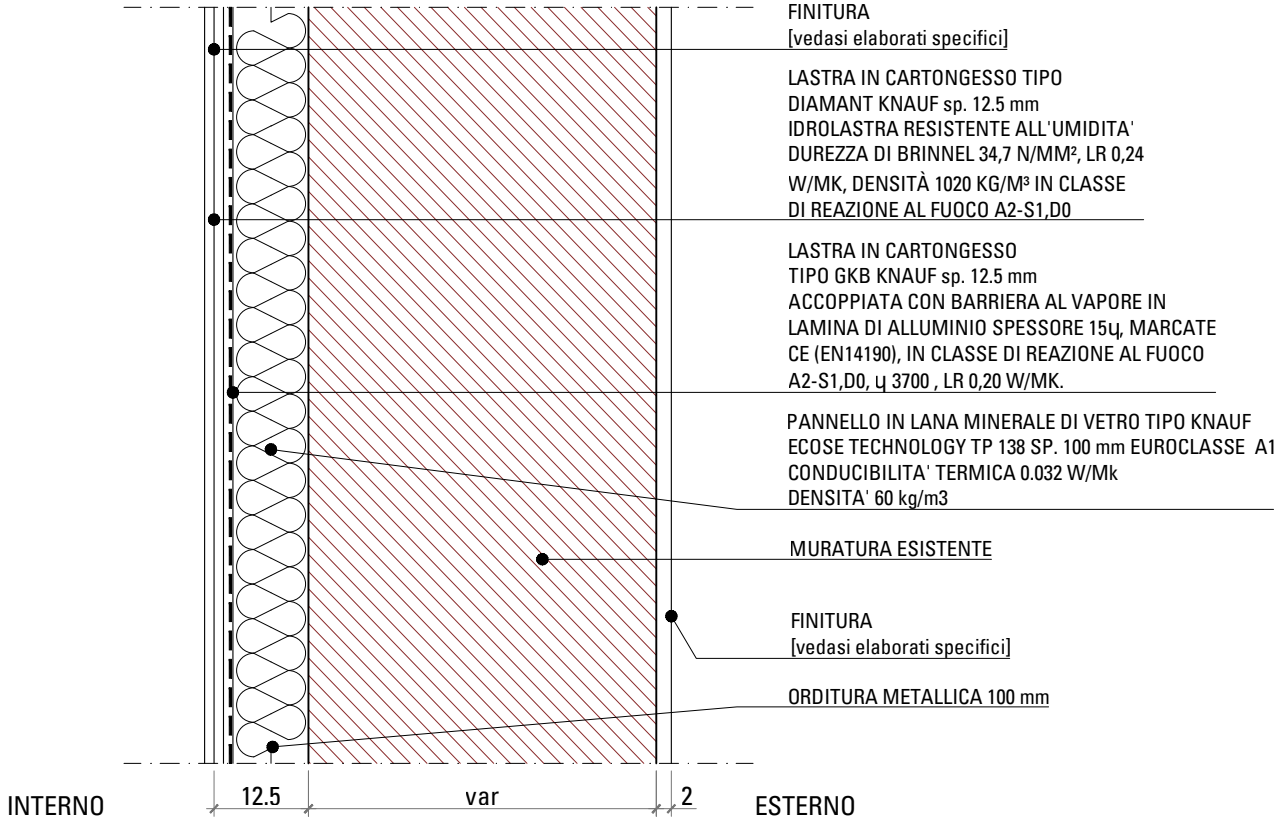 FINITURA
[vedasi elaborati specifici]
LASTRA IN CARTONGESSO TIPO
DIAMANT KNAUF sp. 12.5 mm
IDROLASTRA RESISTENTE ALL'UMIDITA'
DUREZZA DI BRINNEL 34,7 N/MM², LR 0,24
W/MK, DENSITÀ 1020 KG/M³ IN CLASSE
DI REAZIONE AL FUOCO A2-S1,D0
LASTRA IN CARTONGESSO
TIPO GKB KNAUF sp. 12.5 mm
ACCOPPIATA CON BARRIERA AL VAPORE IN
LAMINA DI ALLUMINIO SPESSORE 15ų, MARCATE
CE (EN14190), IN CLASSE DI REAZIONE AL FUOCO
A2-S1,D0, ų 3700 , LR 0,20 W/MK.
PANNELLO IN LANA MINERALE DI VETRO TIPO KNAUF
ECOSE TECHNOLOGY TP 138 SP. 100 mm EUROCLASSE A1
CONDUCIBILITA' TERMICA 0.032 W/Mk
DENSITA' 60 kg/m3
MURATURA ESISTENTE
FINITURA
[vedasi elaborati specifici]
ORDITURA METALLICA 100 mm
INTERNO 12.5 var 2 ESTERNO